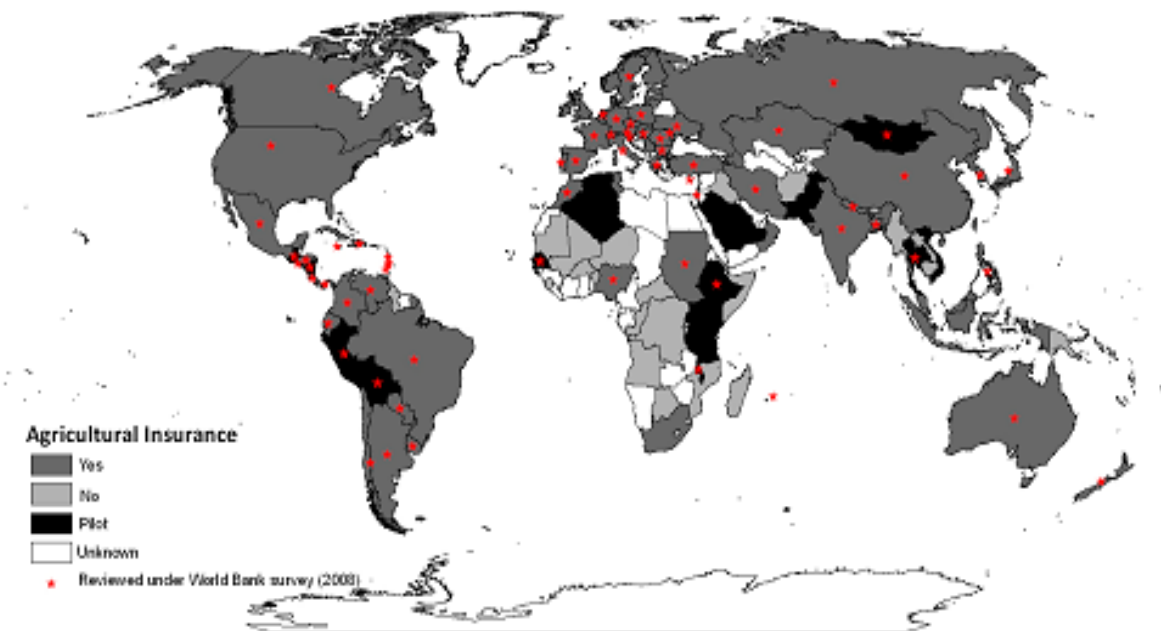 Agricultural Insurance
Yes
No
Pilot
Unknown
Reviewed under World Bank survey (2008)